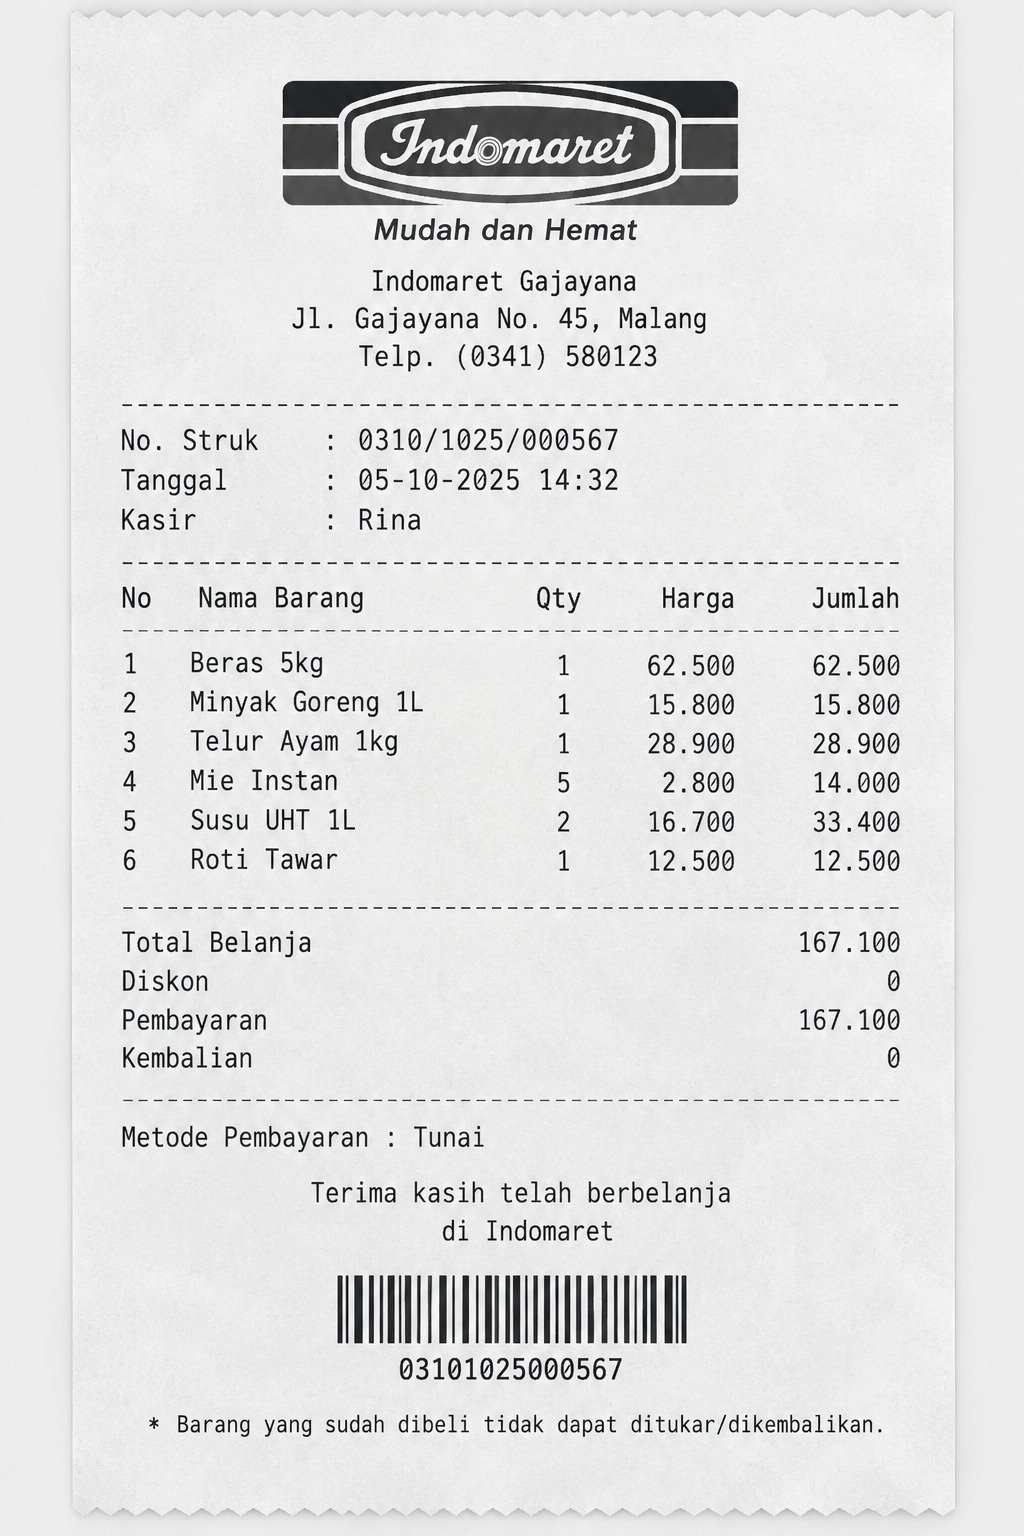 Indomaret
Mudah dan Hemat
Indomaret Gajayana
Jl. Gajayana No. 45, Malang
Telp. (0341) 580123
No. Struk : 0310/1025/000567
Tanggal : 05-10-2025 14:32
Kasir : Rina
No Nama Barang Qty Harga Jumlah
1 Beras 5kg 1 62.500 62.500
2 Minyak Goreng 1L 1 15.800 15.800
3 Telur Ayam 1kg 1 28.900 28.900
4 Mie Instan 5 2.800 14.000
5 Susu UHT 1L 2 16.700 33.400
6 Roti Tawar 1 12.500 12.500
Total Belanja 167.100
Diskon 0
Pembayaran 167.100
Kembalian 0
Metode Pembayaran : Tunai
Terima kasih telah berbelanja
di Indomaret
03101025000567
* Barang yang sudah dibeli tidak dapat ditukar/dikembalikan.